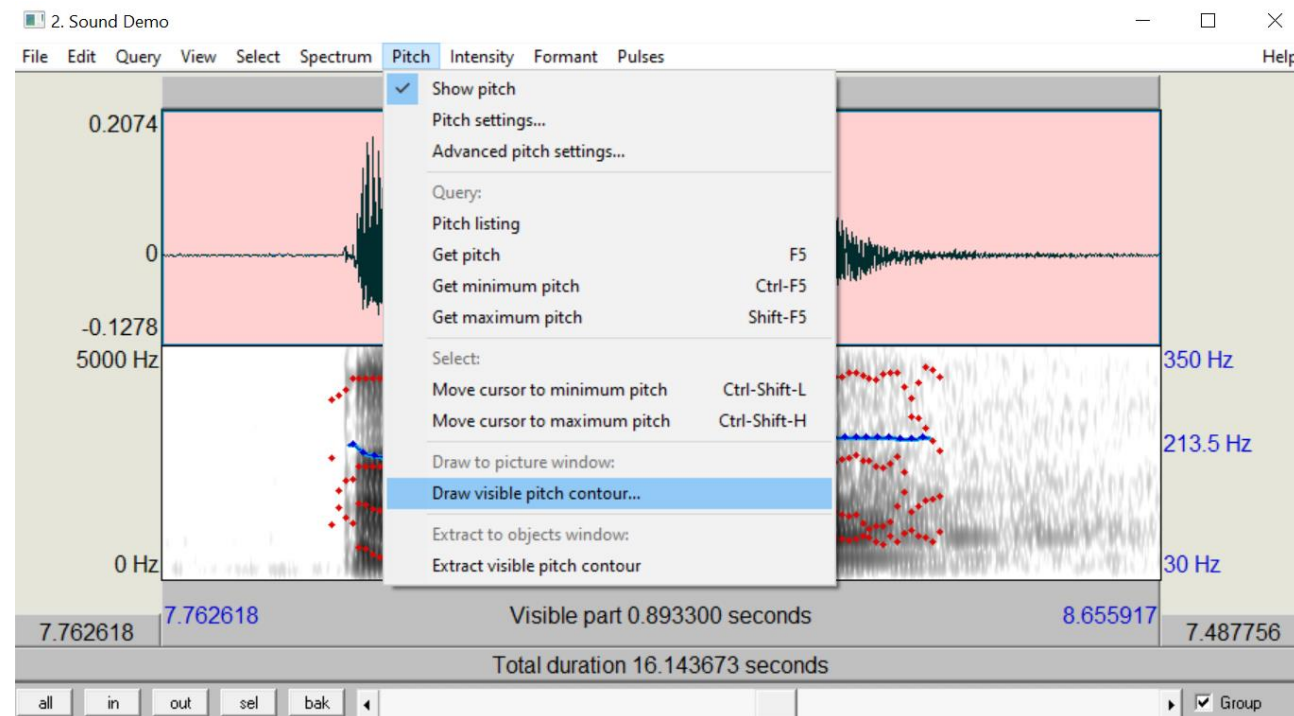 2. Sound Demo
File Edit Query View Select Spectrum Pitch Intensity Formant Pulses Help
Show pitch
Pitch settings...
Advanced pitch settings...
Query:
Pitch listing
Get pitch F5
Get minimum pitch Ctrl-F5
Get maximum pitch Shift-F5
Select:
Move cursor to minimum pitch Ctrl-Shift-L
Move cursor to maximum pitch Ctrl-Shift-H
Draw to picture window:
Draw visible pitch contour...
Extract to objects window:
Extract visible pitch contour
0.2074
0
-0.1278
5000 Hz
0 Hz
350 Hz
213.5 Hz
30 Hz
7.762618 7.762618 Visible part 0.893300 seconds 8.655917 7.487756
Total duration 16.143673 seconds
all in out sel bak Group